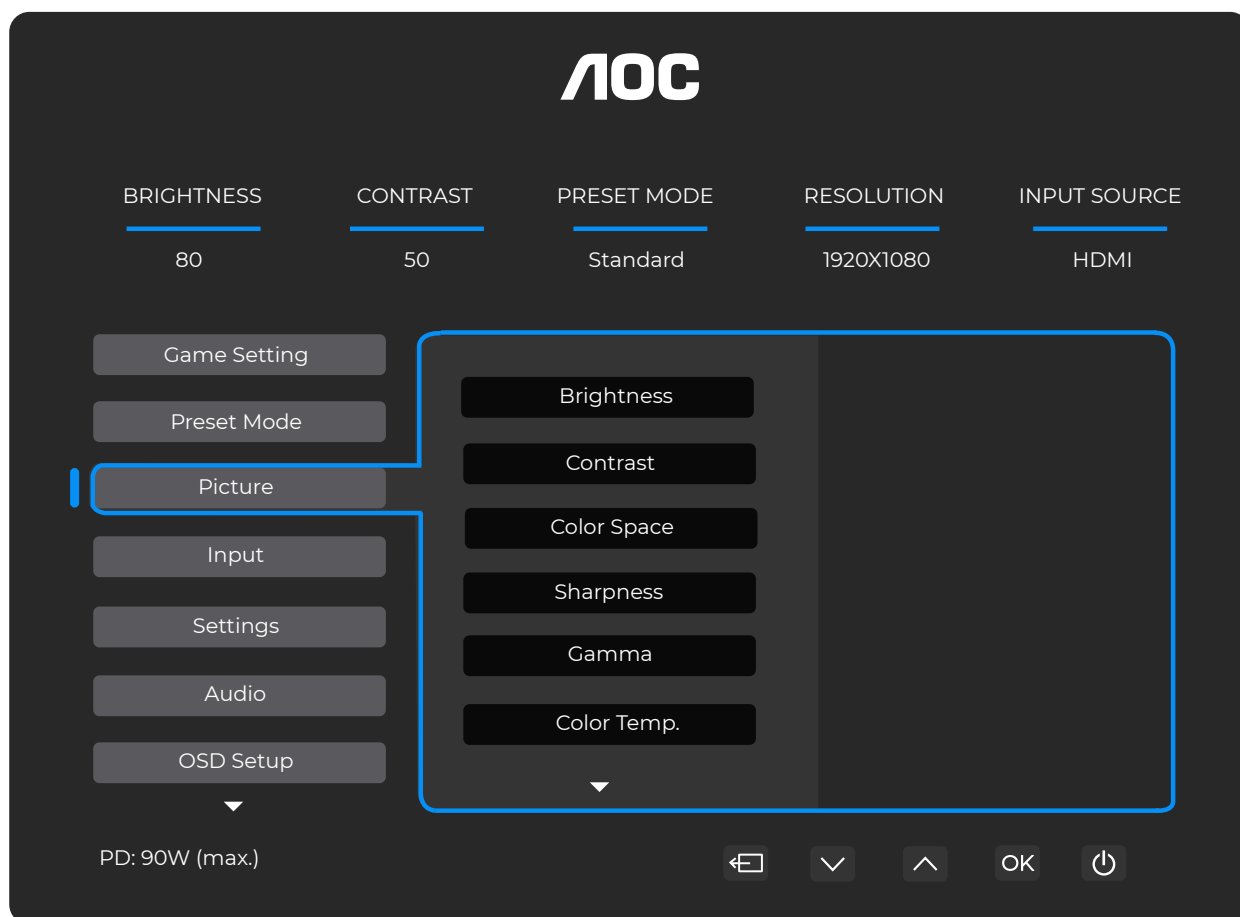 AOC
BRIGHTNESS CONTRAST PRESET MODE RESOLUTION INPUT SOURCE
80 50 Standard 1920X1080 HDMI
Game Setting
Preset Mode
Picture
Input
Settings
Audio
OSD Setup
Brightness
Contrast
Color Space
Sharpness
Gamma
Color Temp.
PD: 90W (max.)
OK